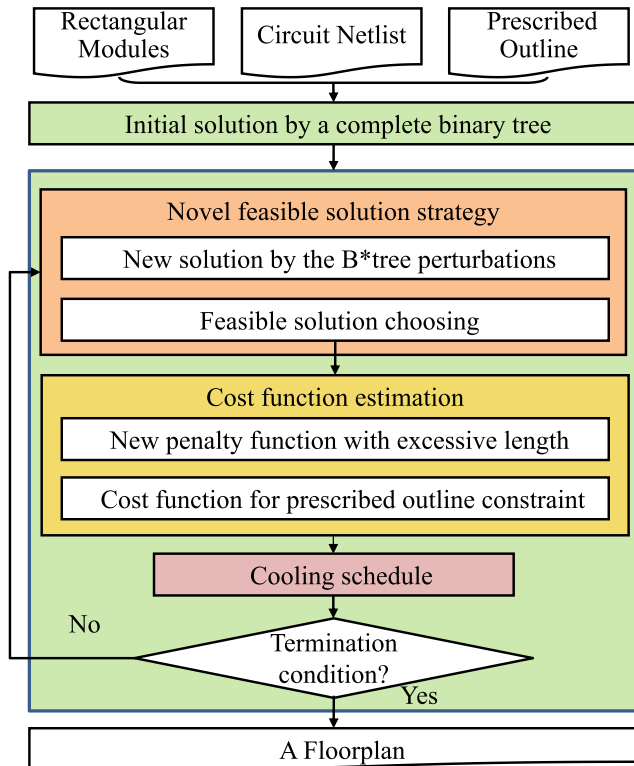 Rectangular
Modules
Circuit Netlist
Prescribed
Outline
Initial solution by a complete binary tree
Novel feasible solution strategy
New solution by the B*tree perturbations
Feasible solution choosing
Cost function estimation
New penalty function with excessive length
Cost function for prescribed outline constraint
Cooling schedule
No
Termination
condition?
Yes
A Floorplan